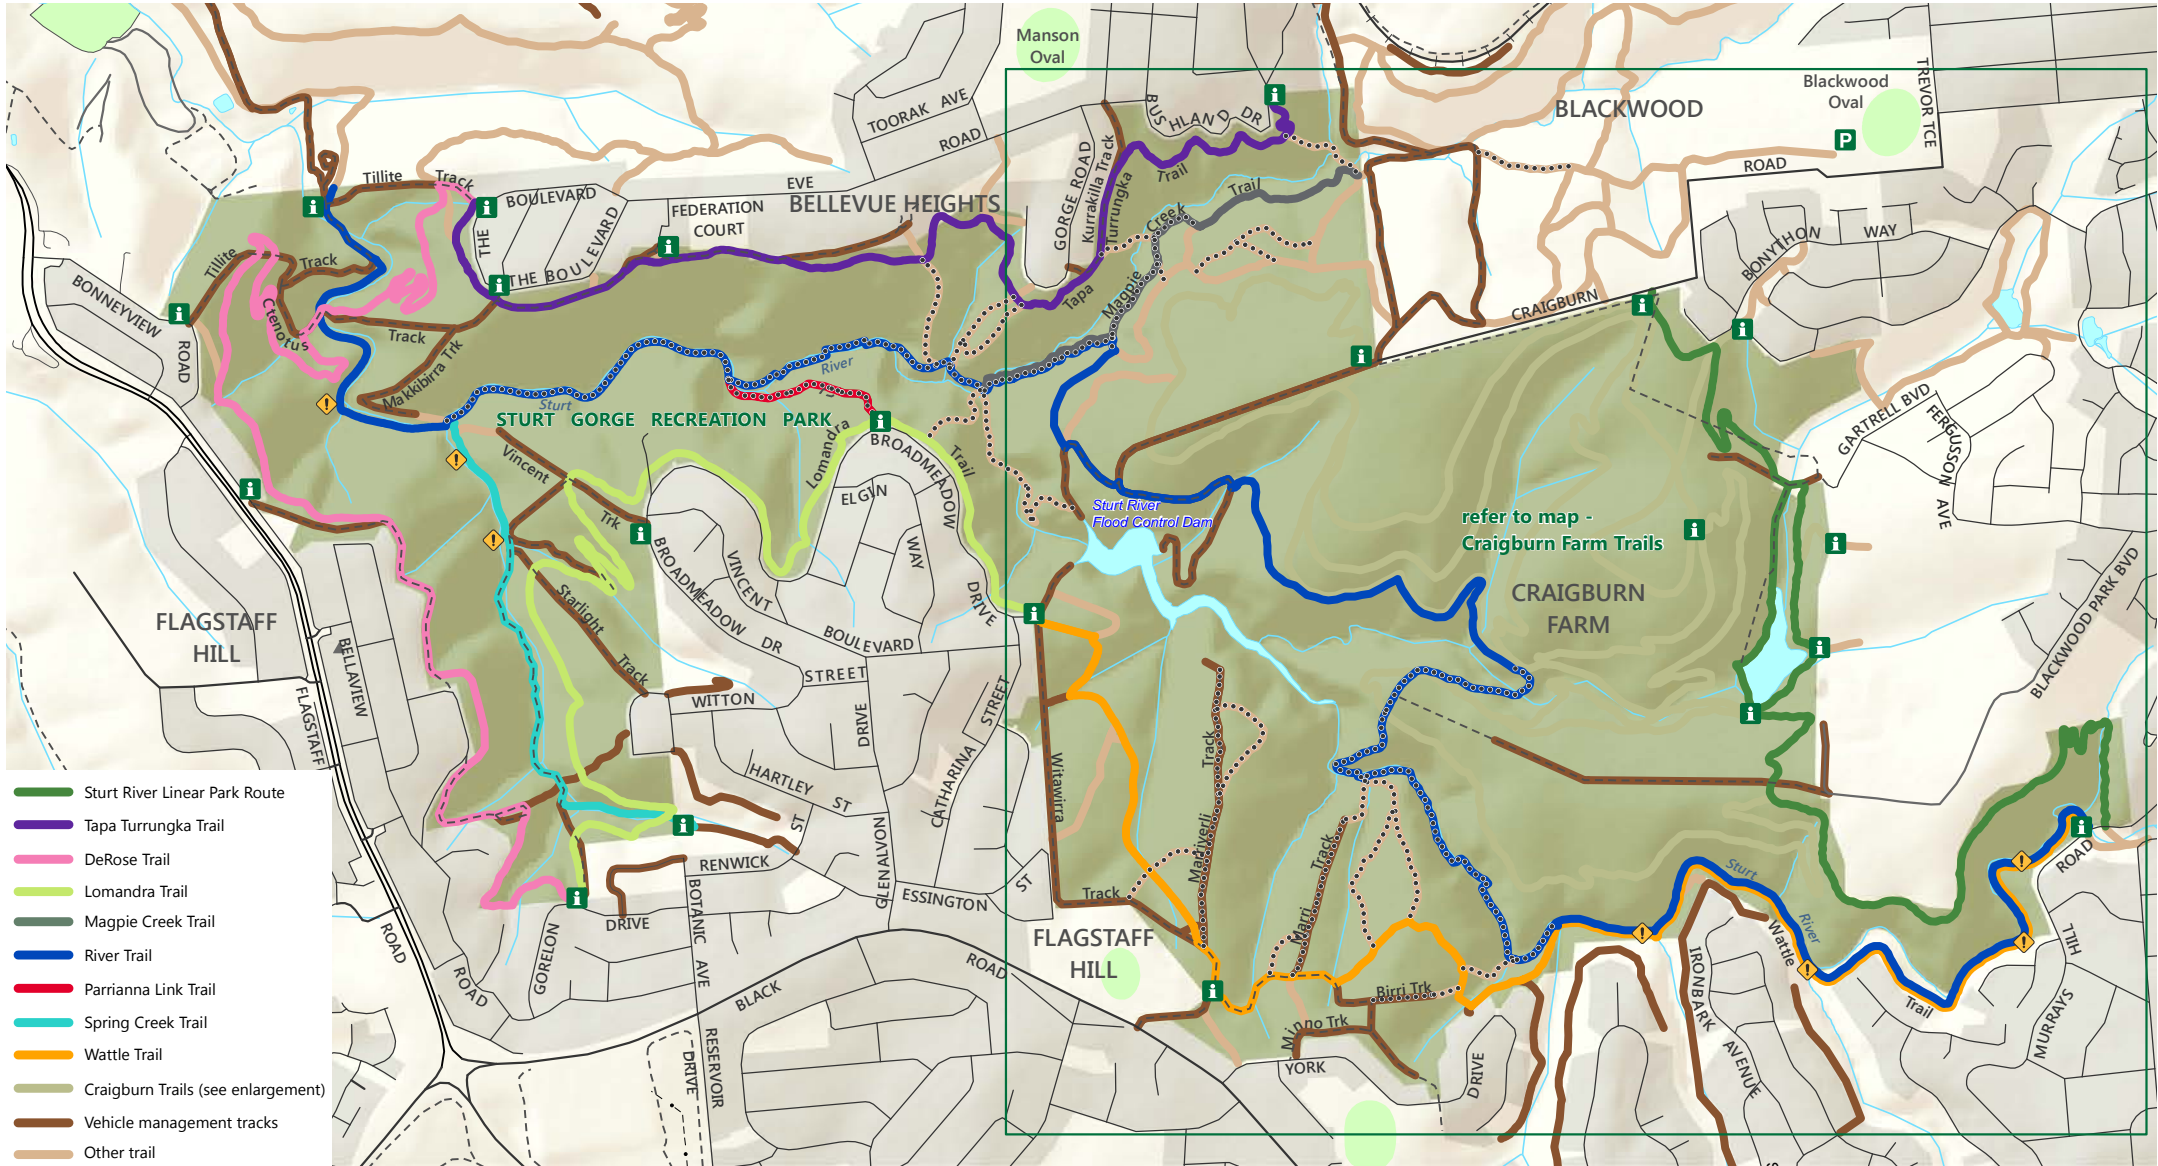 Manson
Oval
TOORAK AVE
ROAD
EVE
BELLEVUE HEIGHTS
BUSHLAND DR
GORGE ROAD
Kurrakilla Track
Turrungka
Trail
Tapa
Magpie
Creek
Trail
BLACKWOOD
Blackwood
Oval
P
TREVOR TCE
ROAD
BONYTHON
WAY
CRAIGBURN
GARTRELL BVD
FERGUSSON AVE
BLACKWOOD PARK BVD
Tillite
Track
THE
BOULEVARD
THE BOULEVARD
FEDERATION
COURT
Tillite
Track
Ctenotus
Track
Makkibirra Trk
BONNEYVIEW
ROAD
River
Sturt
STURT GORGE RECREATION PARK
Lomandra
Trail
BROADMEADOW
DRIVE
ELGIN
WAY
Vincent
Trk
VINCENT
BROADMEADOW DR
BOULEVARD
STREET
Starlight
Track
WITTON
DRIVE
HARTLEY ST
ST
CATHARINA
STREET
GLENALVON
RENWICK
ESSINGTON
ST
DRIVE
GORELON
BOTANIC AVE
RESERVOIR
DRIVE
BLACK
ROAD
FLAGSTAFF
HILL
BELLAVIEW
FLAGSTAFF
ROAD
ROAD
Sturt River
Flood Control Dam
refer to map -
Craigburn Farm Trails
CRAIGBURN
FARM
Witawirra
Track
Marriverli
Track
Marri
Track
Birri Trk
Minno Trk
YORK
DRIVE
FLAGSTAFF
HILL
Sturt
River
Wattle
Trail
IRONBARK
AVENUE
MURRAYS
HILL
ROAD
Sturt River Linear Park Route
Tapa Turrungka Trail
DeRose Trail
Lomandra Trail
Magpie Creek Trail
River Trail
Parrianna Link Trail
Spring Creek Trail
Wattle Trail
Craigburn Trails (see enlargement)
Vehicle management tracks
Other trail